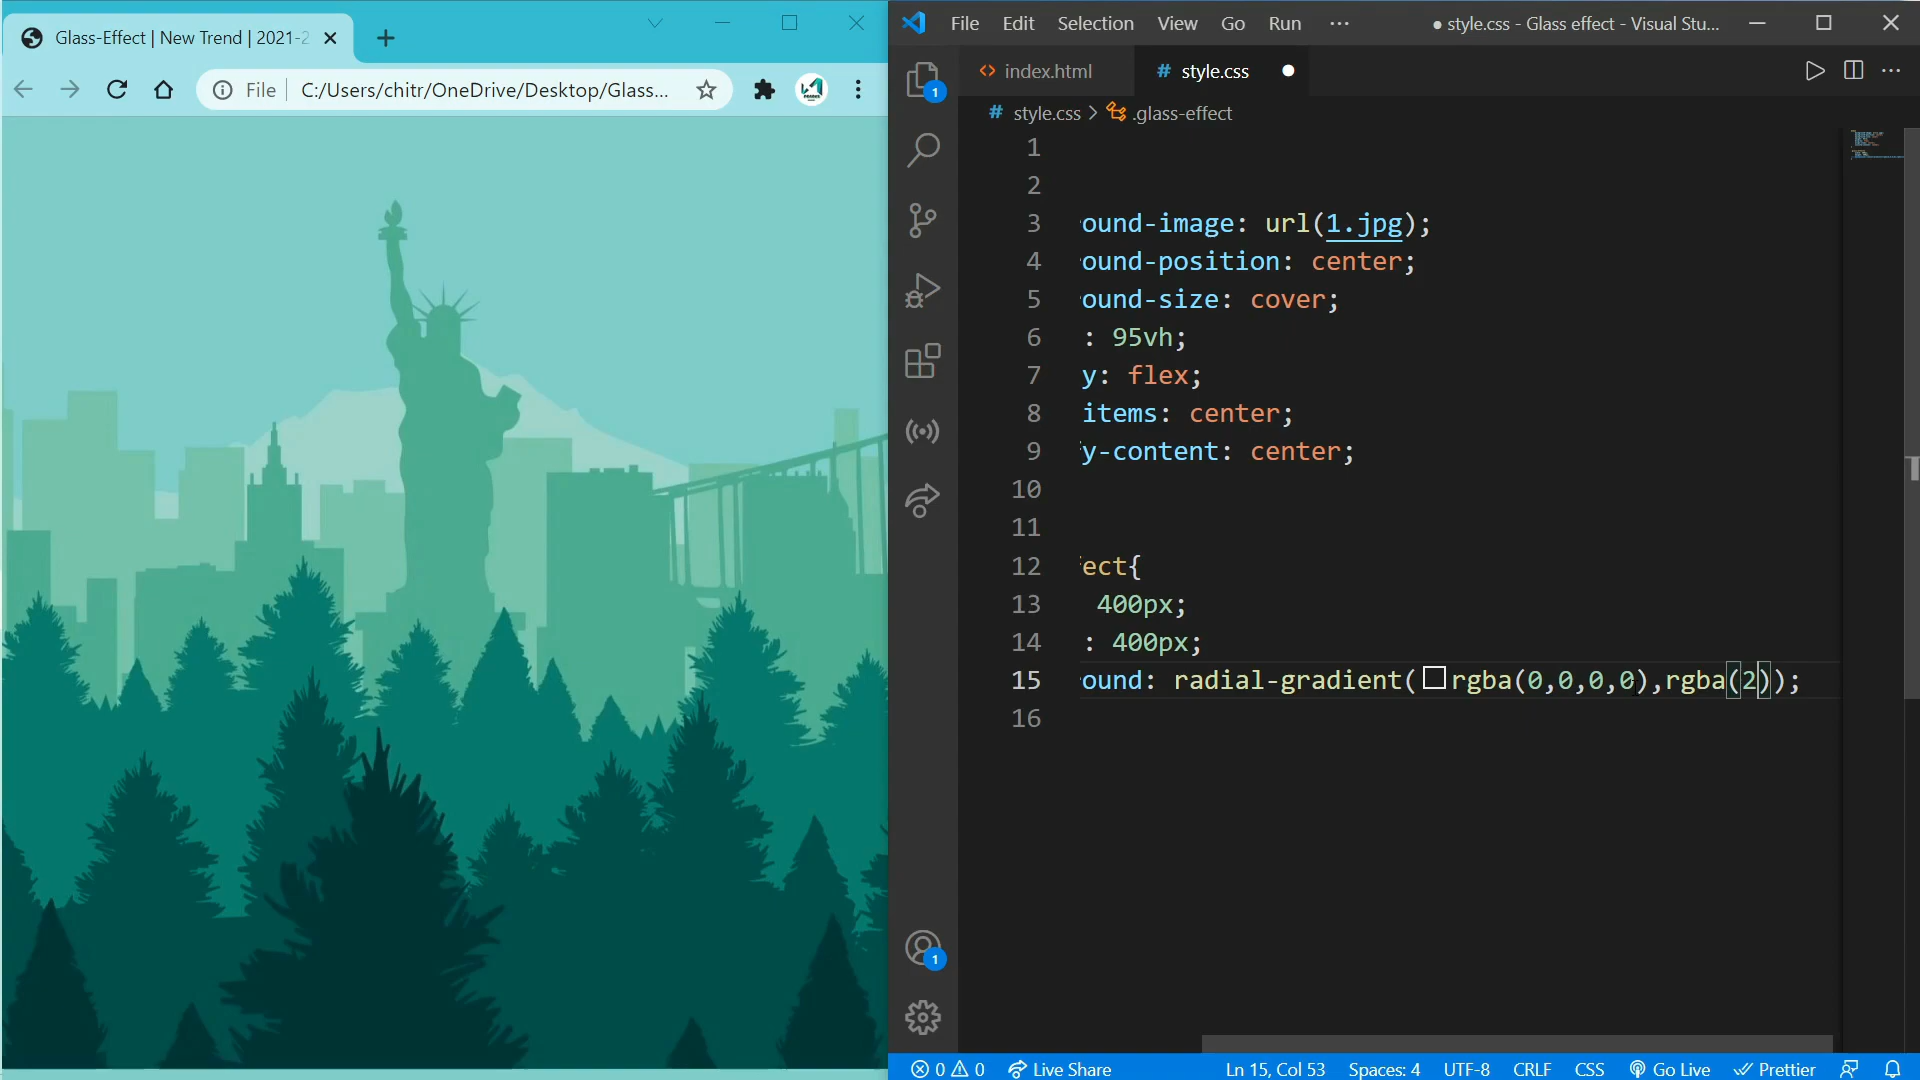 Glass-Effect | New Trend | 2021-2
File
C:/Users/chitr/OneDrive/Desktop/Glass...
File Edit Selection View Go Run ···
● style.css - Glass effect - Visual Stu...
index.html
# style.css
# style.css > .glass-effect
1
2
3 ound-image: url(1.jpg);
4 ound-position: center;
5 ound-size: cover;
6 : 95vh;
7 y: flex;
8 items: center;
9 y-content: center;
10
11
12 ect{
13 400px;
14 : 400px;
15 ound: radial-gradient(rgba(0,0,0,0),rgba(2));
16
1
1
0 0 Live Share Ln 15, Col 53 Spaces: 4 UTF-8 CRLF CSS Go Live Prettier